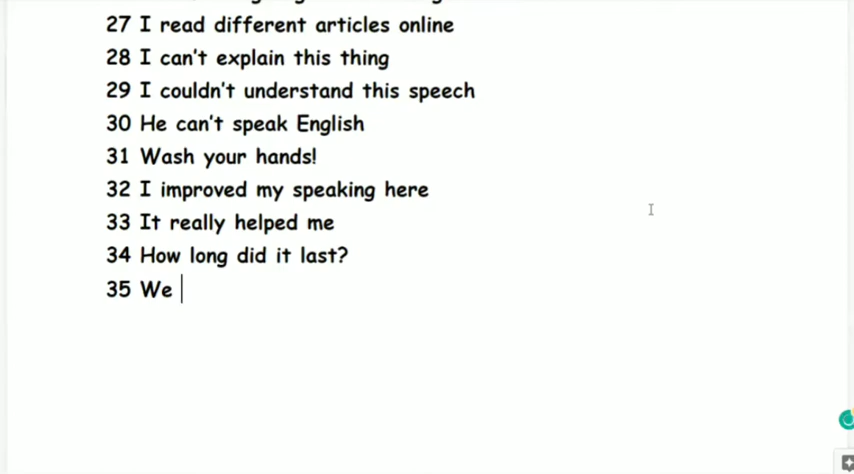 27 I read different articles online
28 I can't explain this thing
29 I couldn't understand this speech
30 He can't speak English
31 Wash your hands!
32 I improved my speaking here
33 It really helped me
34 How long did it last?
35 We